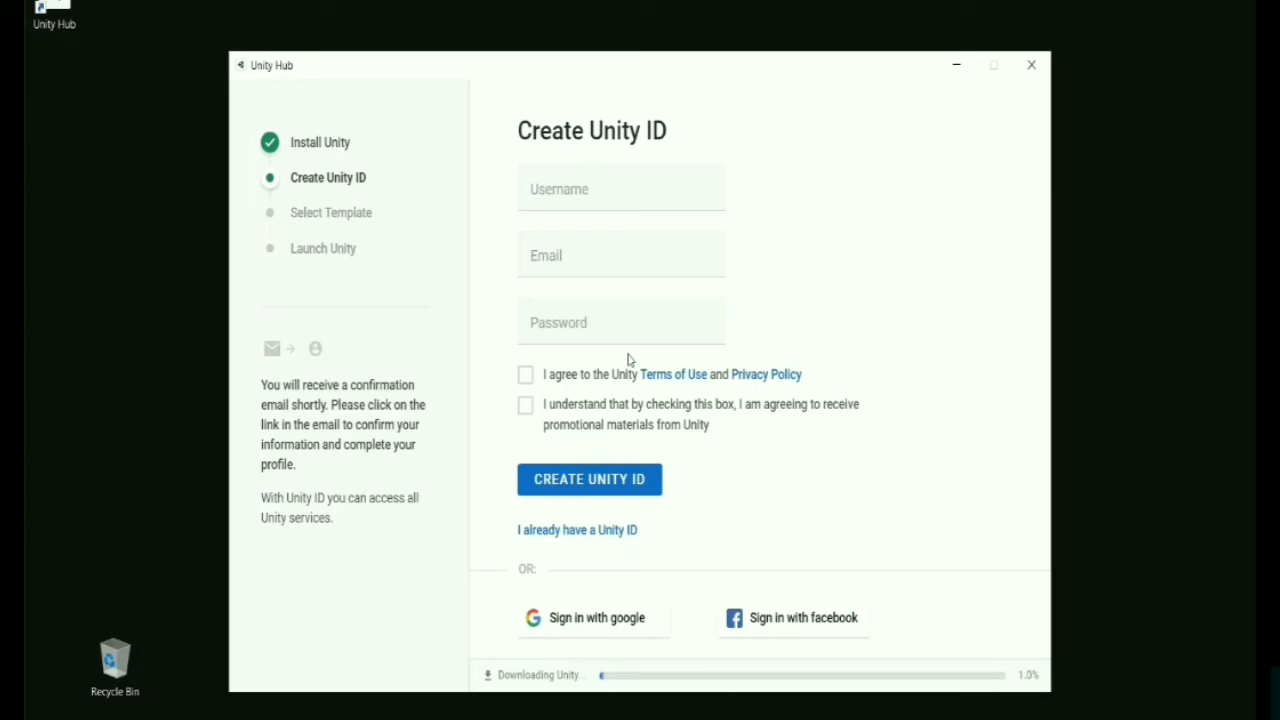 Unity Hub
Unity Hub
Install Unity
Create Unity ID
Select Template
Launch Unity
You will receive a confirmation
email shortly. Please click on the
link in the email to confirm your
information and complete your
profile.
With Unity ID you can access all
Unity services.
Create Unity ID
Username
Email
Password
I agree to the Unity Terms of Use and Privacy Policy
I understand that by checking this box, I am agreeing to receive
promotional materials from Unity
CREATE UNITY ID
I already have a Unity ID
OR:
Sign in with google
Sign in with facebook
Downloading Unity...
1.0%
Recycle Bin